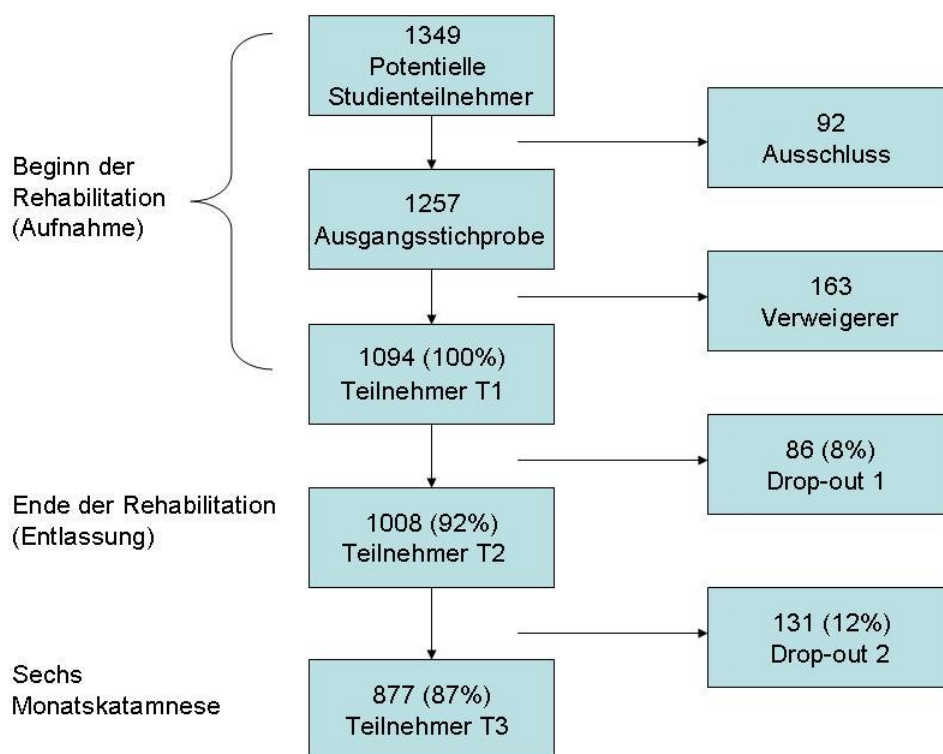 1349
Potentielle
Studienteilnehmer
92
Ausschluss
Beginn der
Rehabilitation
(Aufnahme)
1257
Ausgangsstichprobe
163
Verweigerer
1094 (100%)
Teilnehmer T1
86 (8%)
Drop-out 1
Ende der Rehabilitation
(Entlassung)
1008 (92%)
Teilnehmer T2
131 (12%)
Drop-out 2
Sechs
Monatskatamnese
877 (87%)
Teilnehmer T3